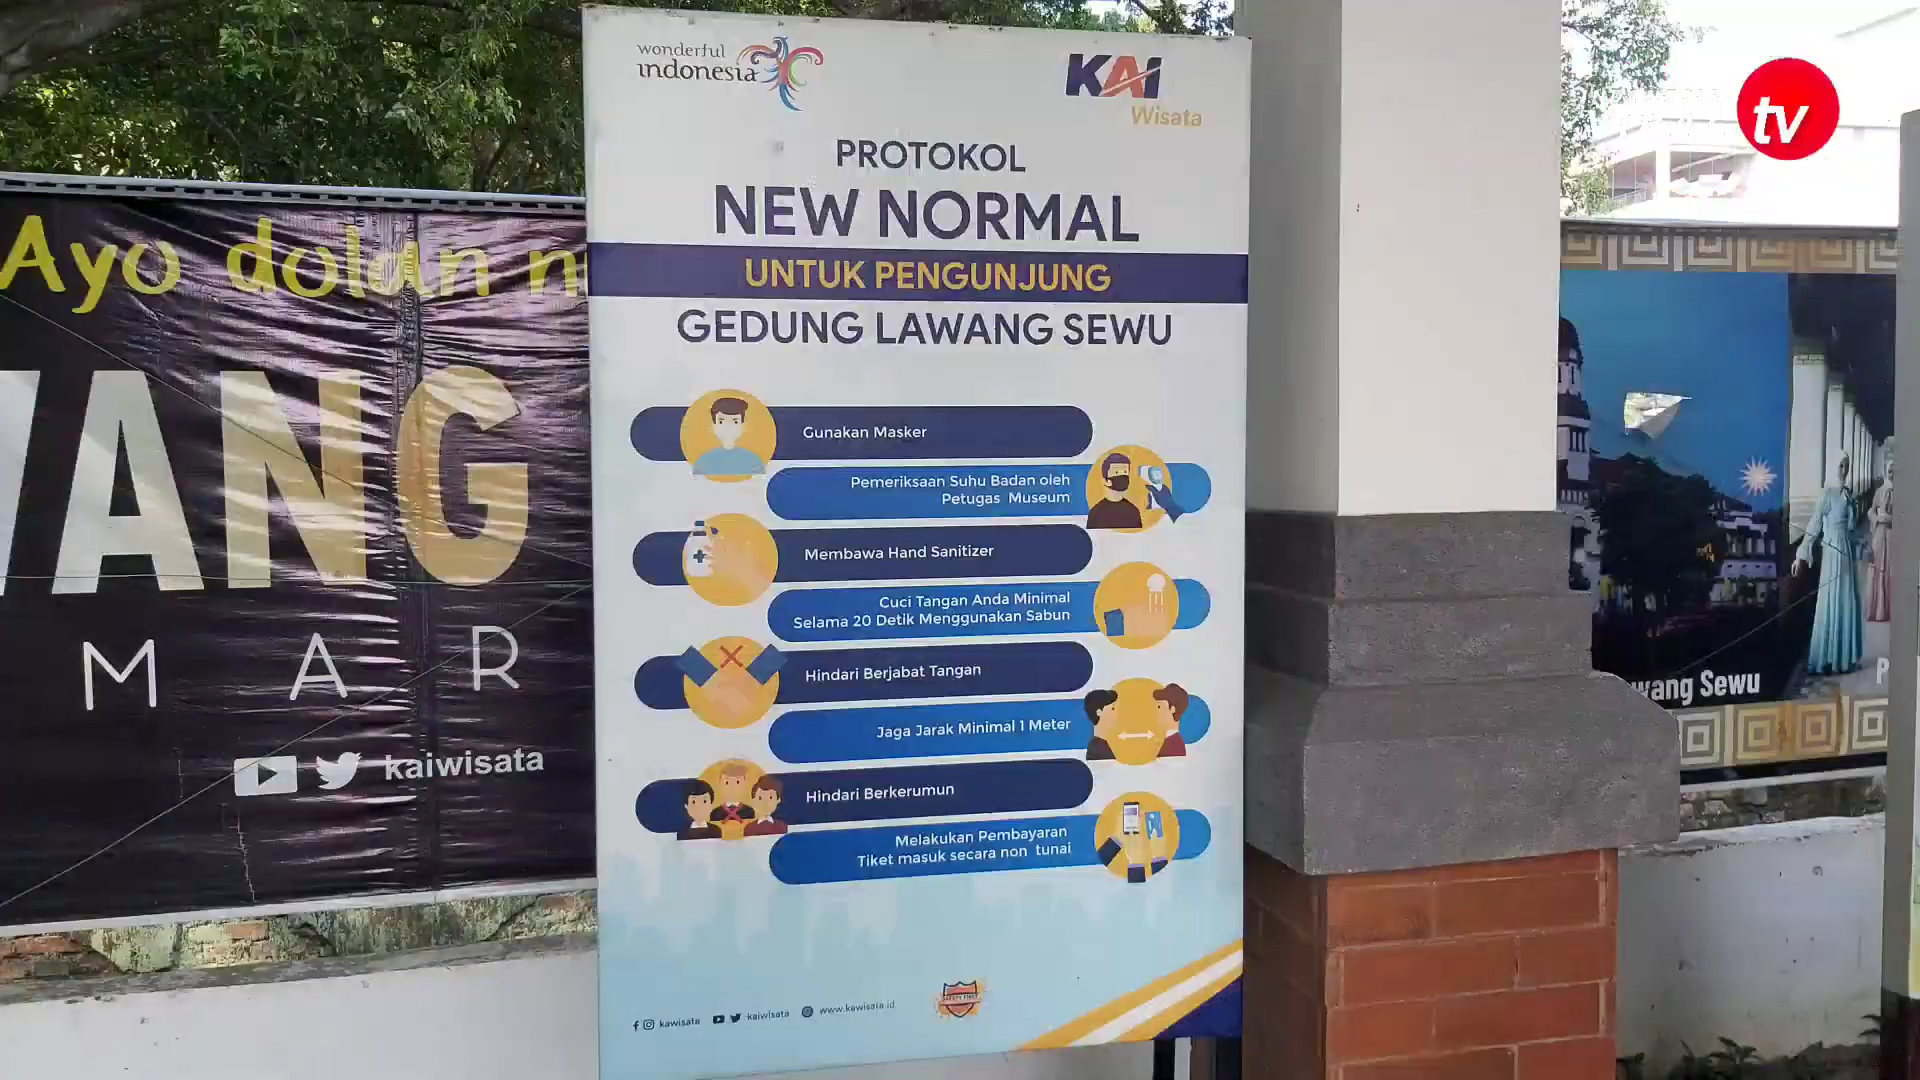 wonderful
indonesia
KAI
Wisata
tv
PROTOKOL
NEW NORMAL
UNTUK PENGUNJUNG
GEDUNG LAWANG SEWU
Gunakan Masker
Pemeriksaan Suhu Badan oleh
Petugas Museum
Membawa Hand Sanitizer
Cuci Tangan Anda Minimal
Selama 20 Detik Menggunakan Sabun
Hindari Berjabat Tangan
Jaga Jarak Minimal 1 Meter
Hindari Berkerumun
Melakukan Pembayaran
Tiket masuk secara non tunai
kawisata kaiwisata www.kawisata.id
SAFETY FIRST
Ayo dolan n
ANG
M A R
kaiwisata
wang Sewu
P